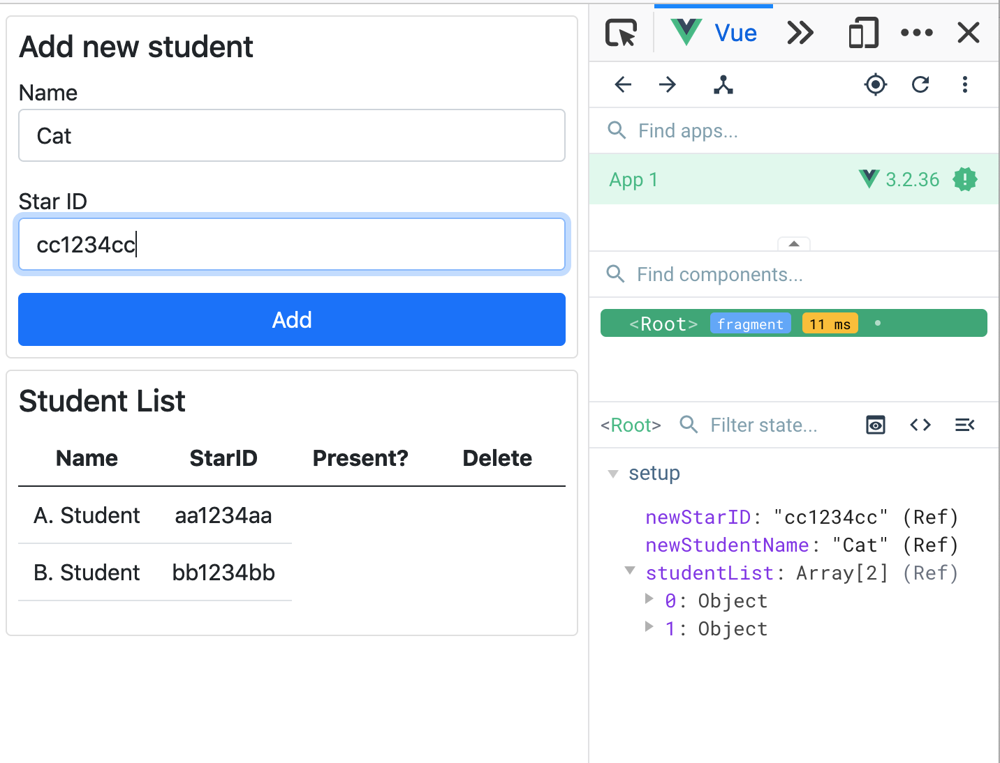 Add new student
Name
Cat
Star ID
cc1234cc
Add
Student List
Name StarID Present? Delete
A. Student aa1234aa
B. Student bb1234bb
Vue
Find apps...
App 1 3.2.36
Find components...
<Root> fragment 11 ms
<Root> Filter state...
setup
newStarID: "cc1234cc" (Ref)
newStudentName: "Cat" (Ref)
studentList: Array[2] (Ref)
0: Object
1: Object